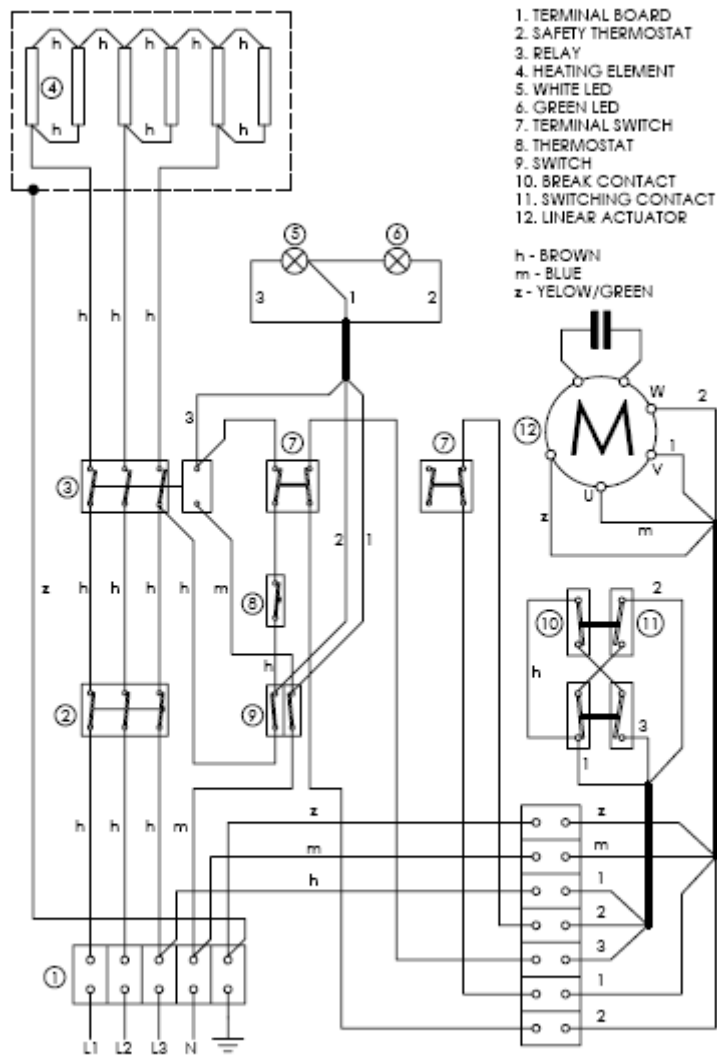 1. TERMINAL BOARD
2. SAFETY THERMOSTAT
3. RELAY
4. HEATING ELEMENT
5. WHITE LED
6. GREEN LED
7. TERMINAL SWITCH
8. THERMOSTAT
9. SWITCH
10. BREAK CONTACT
11. SWITCHING CONTACT
12. LINEAR ACTUATOR
h - BROWN
m - BLUE
z - YELOW/GREEN
h h h h h
4
h h h
5 6
3 1 2
h h h
3
7 7
12 M W 2
V 1
U
z m
3
z h h h h m
2 1
8
h
10 11 2
h
2
9
1 3
h h h m
z z
m m
h 1
2
3
1
2
1
L1 L2 L3 N